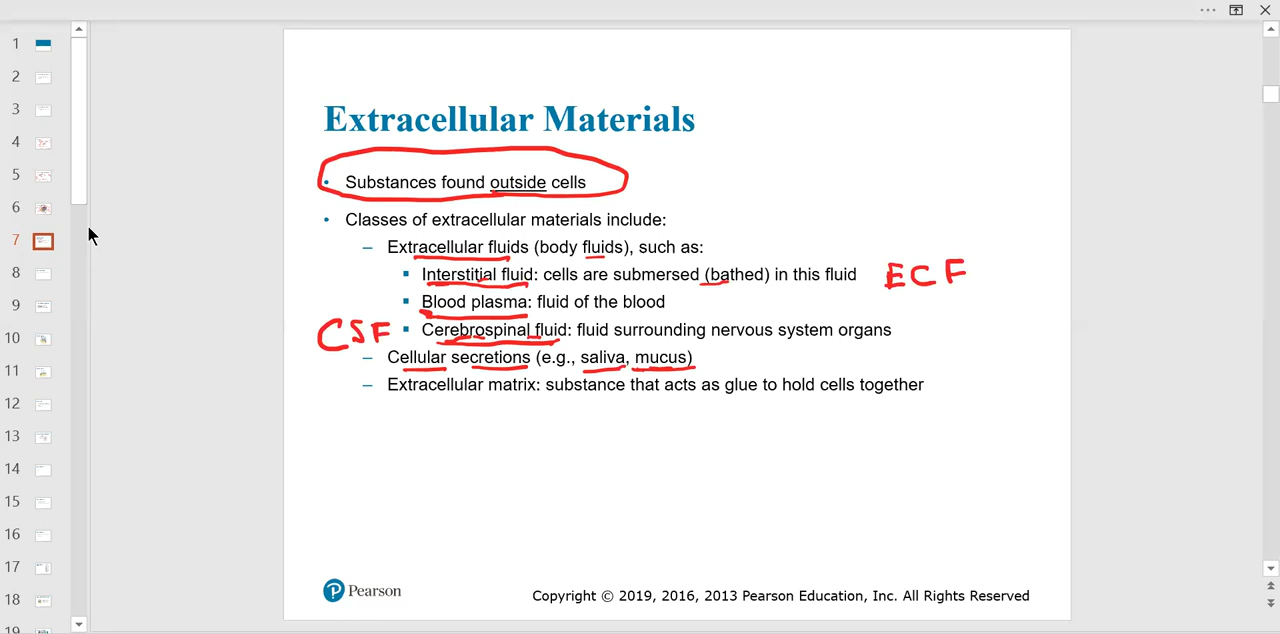 Extracellular Materials
• Substances found outside cells
• Classes of extracellular materials include:
– Extracellular fluids (body fluids), such as:
▪ Interstitial fluid: cells are submersed (bathed) in this fluid ECF
▪ Blood plasma: fluid of the blood
CSF ▪ Cerebrospinal fluid: fluid surrounding nervous system organs
– Cellular secretions (e.g., saliva, mucus)
– Extracellular matrix: substance that acts as glue to hold cells together
P Pearson
Copyright © 2019, 2016, 2013 Pearson Education, Inc. All Rights Reserved
1
2
3
4
5
6
7
8
9
10
11
12
13
14
15
16
17
18
19